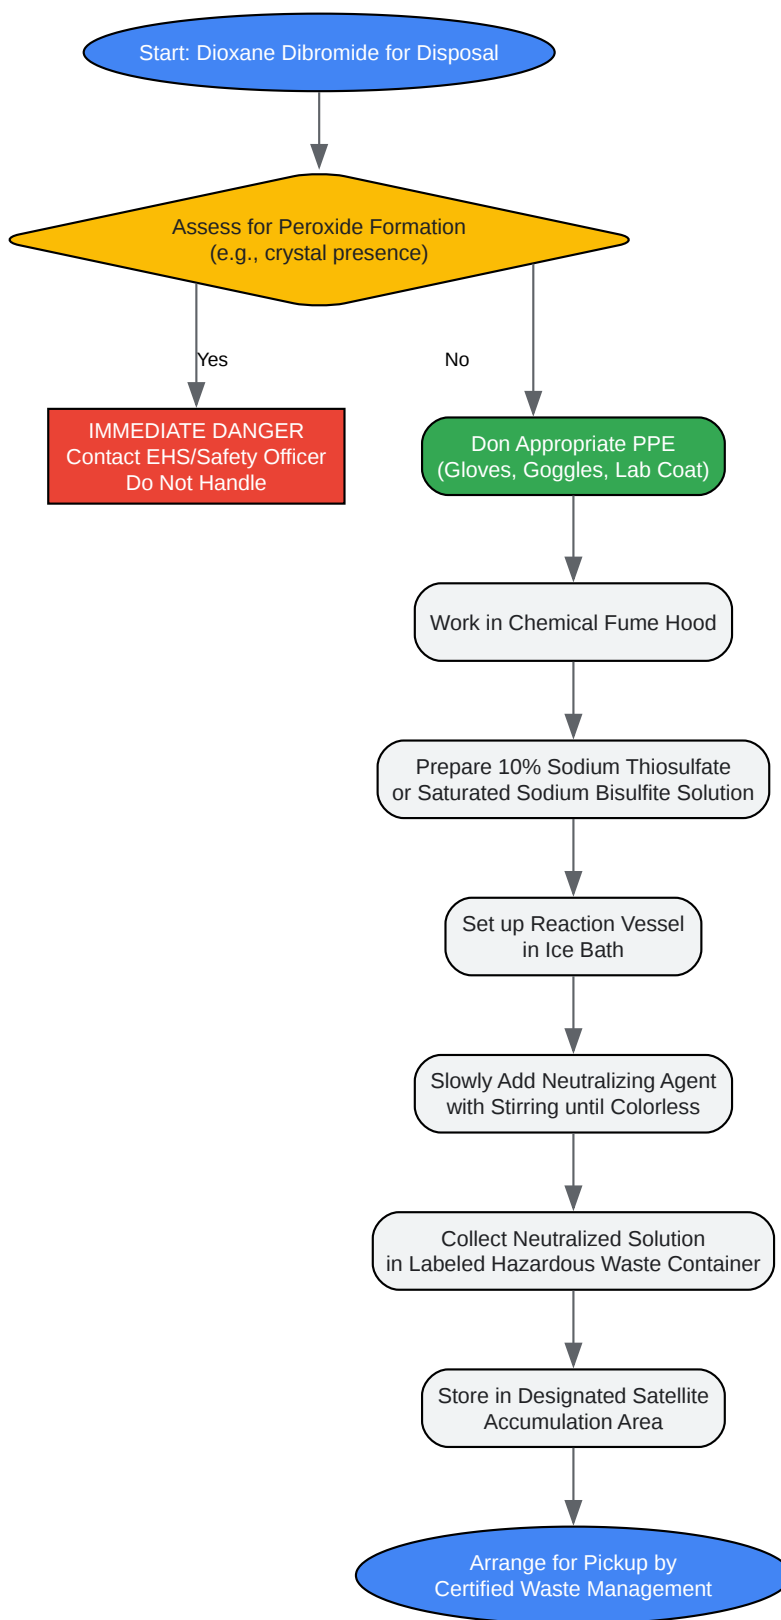 Start: Dioxane Dibromide for Disposal
Assess for Peroxide Formation
(e.g., crystal presence)
Yes
No
IMMEDIATE DANGER
Contact EHS/Safety Officer
Do Not Handle
Don Appropriate PPE
(Gloves, Goggles, Lab Coat)
Work in Chemical Fume Hood
Prepare 10% Sodium Thiosulfate
or Saturated Sodium Bisulfite Solution
Set up Reaction Vessel
in Ice Bath
Slowly Add Neutralizing Agent
with Stirring until Colorless
Collect Neutralized Solution
in Labeled Hazardous Waste Container
Store in Designated Satellite
Accumulation Area
Arrange for Pickup by
Certified Waste Management